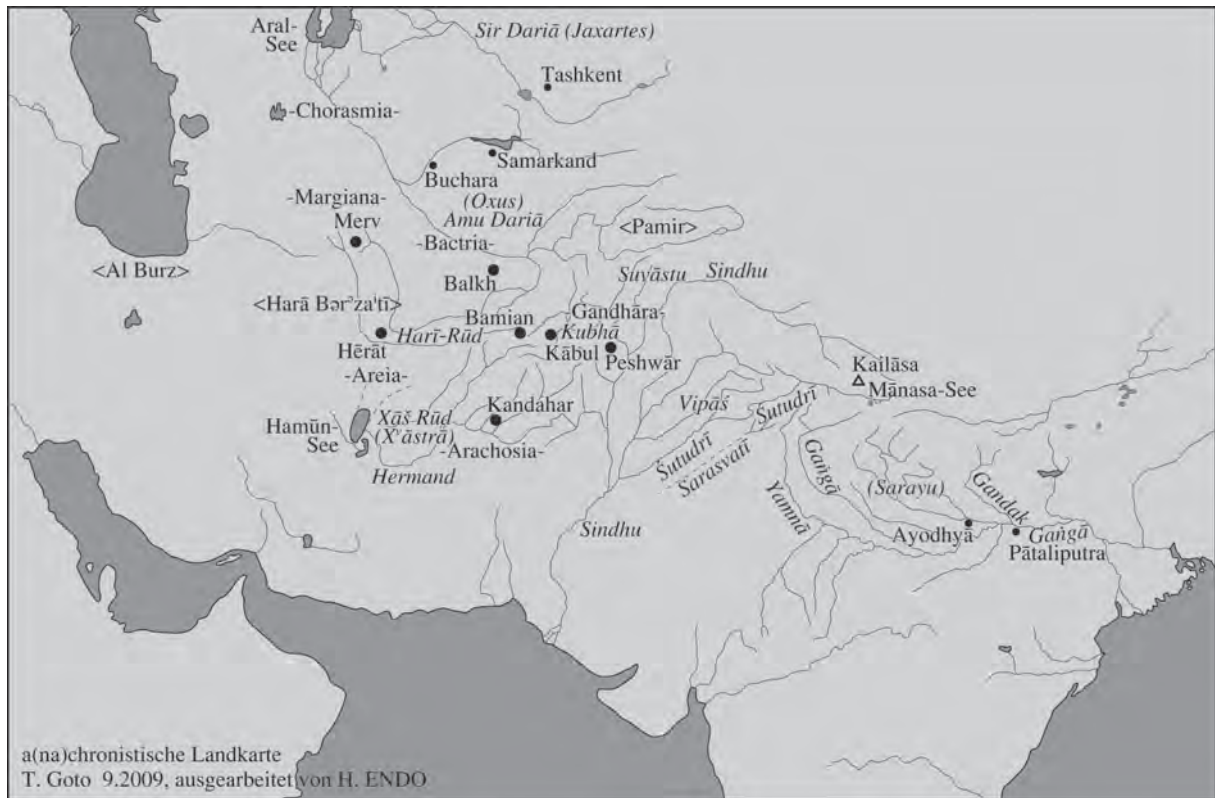 Aral-
See
Sir Dariā (Jaxartes)
Tashkent
-Chorasmia-
Samarkand
Buchara
(Oxus)
Amu Dariā
-Margiana-
Merv
-Bactria-
<Pamir>
<Al Burz>
Balkh
Suvāstu
Sindhu
<Harā Bərᵊzaⁱtī>
Harī-Rūd
Bamian
Gandhāra-
Kubhā
Kābul
Peshwār
Hērāt
-Areia-
Kailāsa
Mānasa-See
Hamūn-
See
Xāš-Rūd
(Xᵛāstrā)
Kandahar
-Arachosia-
Hermand
Vipāś
Śutudrī
Śutudrī
Sarasvatī
Gaṅgā
Yamnā
(Sarayu)
Gandak
Sindhu
Ayodhyā
Gaṅgā
Pātaliputra
a(na)chronistische Landkarte
T. Goto 9.2009, ausgearbeitet von H. ENDO